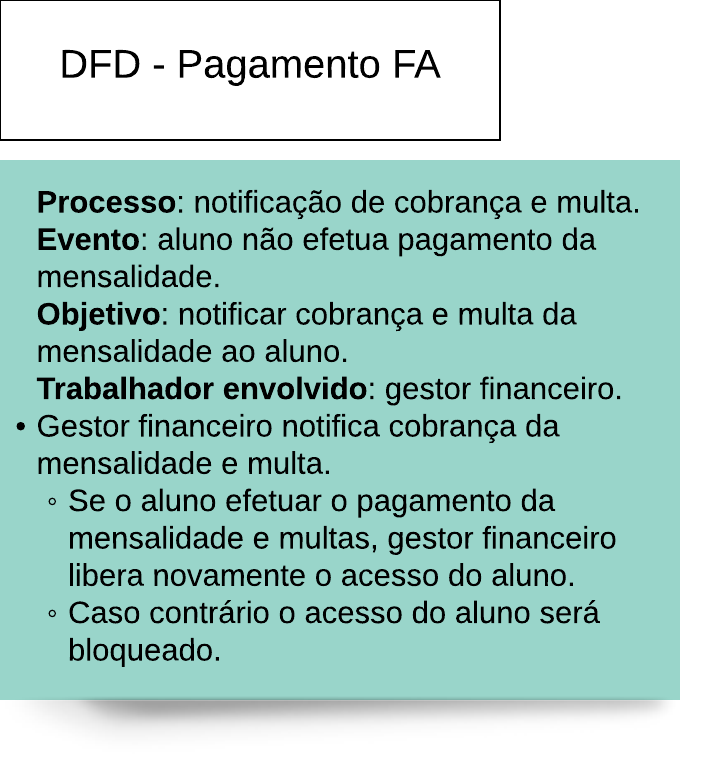 DFD - Pagamento FA
Processo: notificação de cobrança e multa.
Evento: aluno não efetua pagamento da
mensalidade.
Objetivo: notificar cobrança e multa da
mensalidade ao aluno.
Trabalhador envolvido: gestor financeiro.
• Gestor financeiro notifica cobrança da
mensalidade e multa.
◦ Se o aluno efetuar o pagamento da
mensalidade e multas, gestor financeiro
libera novamente o acesso do aluno.
◦ Caso contrário o acesso do aluno será
bloqueado.